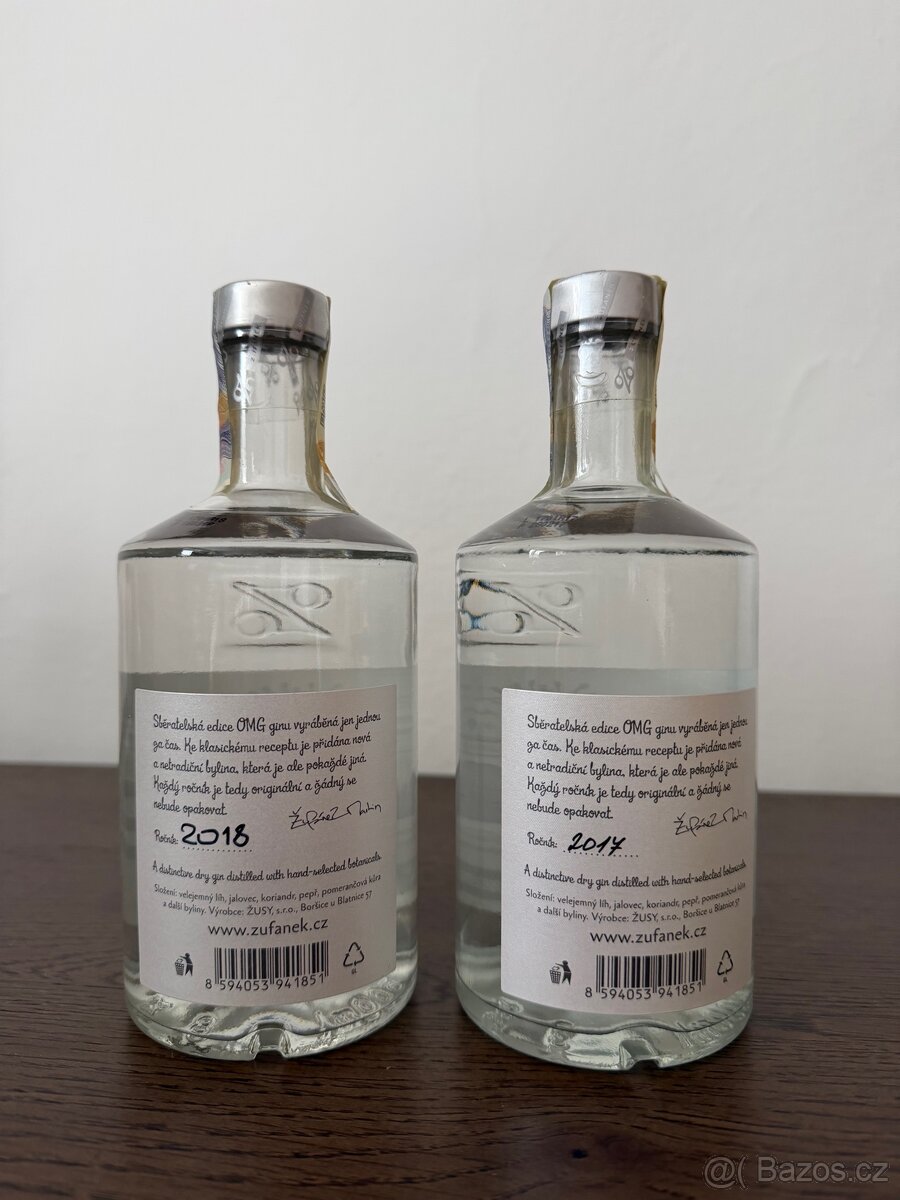 Sběratelská edice OMG ginu vyráběná jen jednou
za čas. Ke klasickému receptu je přidána nová
a netradiční bylina, která je ale pokaždé jiná.
Každý ročník je tedy originální a žádný se
nebude opakovat.
Ročník: 2018
A distinctive dry gin distilled with hand-selected botanicals.
Složení: velejemný líh, jalovec, koriandr, pepř, pomerančová kůra
a další byliny. Výrobce: ŽUSY, s.r.o., Boršice u Blatnice 57
www.zufanek.cz
8 594053 941851
Sběratelská edice OMG ginu vyráběná jen jednou
za čas. Ke klasickému receptu je přidána nová
a netradiční bylina, která je ale pokaždé jiná.
Každý ročník je tedy originální a žádný se
nebude opakovat.
Ročník: 2017
A distinctive dry gin distilled with hand-selected botanicals.
Složení: velejemný líh, jalovec, koriandr, pepř, pomerančová kůra
a další byliny. Výrobce: ŽUSY, s.r.o., Boršice u Blatnice 57
www.zufanek.cz
8 594053 941851
@( Bazos.cz